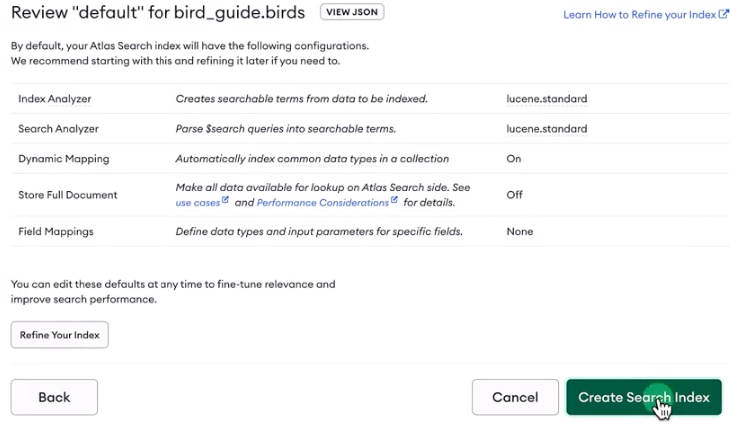 Review "default" for bird_guide.birds VIEW JSON Learn How to Refine your Index
By default, your Atlas Search index will have the following configurations.
We recommend starting with this and refining it later if you need to.
Index Analyzer Creates searchable terms from data to be indexed. lucene.standard
Search Analyzer Parse $search queries into searchable terms. lucene.standard
Dynamic Mapping Automatically index common data types in a collection On
Store Full Document Make all data available for lookup on Atlas Search side. See Off
use cases and Performance Considerations for details.
Field Mappings Define data types and input parameters for specific fields. None
You can edit these defaults at any time to fine-tune relevance and
improve search performance.
Refine Your Index
Back Cancel Create Search Index